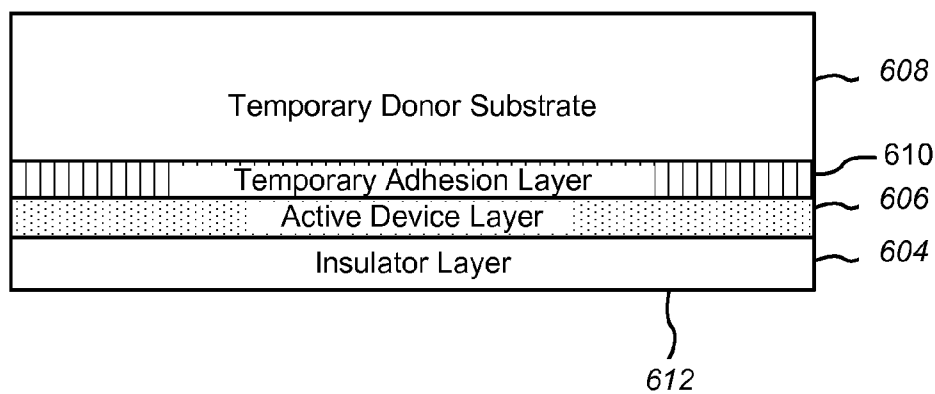 Temporary Donor Substrate
608
Temporary Adhesion Layer
610
Active Device Layer
606
Insulator Layer
604
612